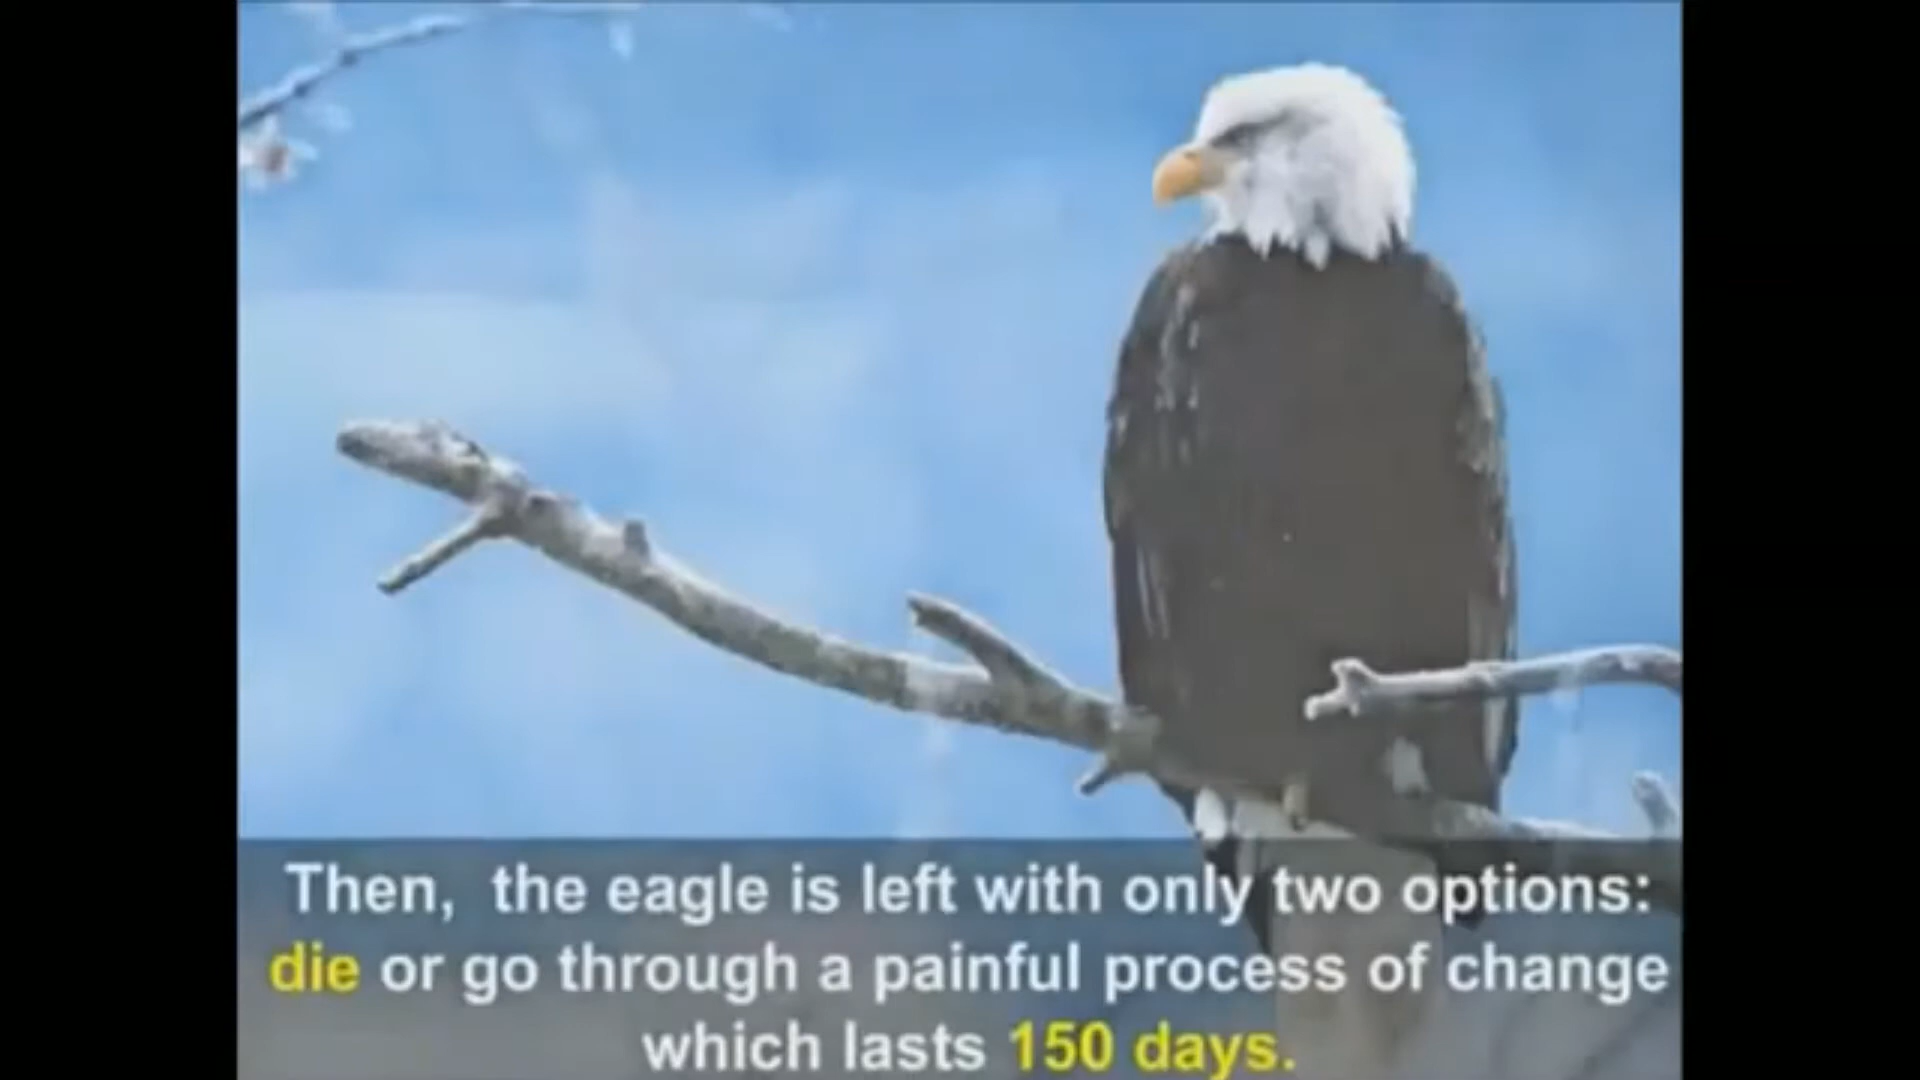 Then, the eagle is left with only two options:
die or go through a painful process of change
which lasts 150 days.